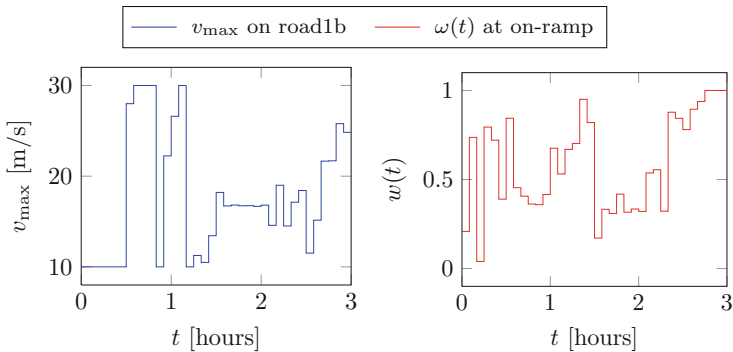 v_max on road1b ω(t) at on-ramp
30
20
10
v_max [m/s]
0 1 2 3
t [hours]
1
0.5
0
w(t)
0 1 2 3
t [hours]